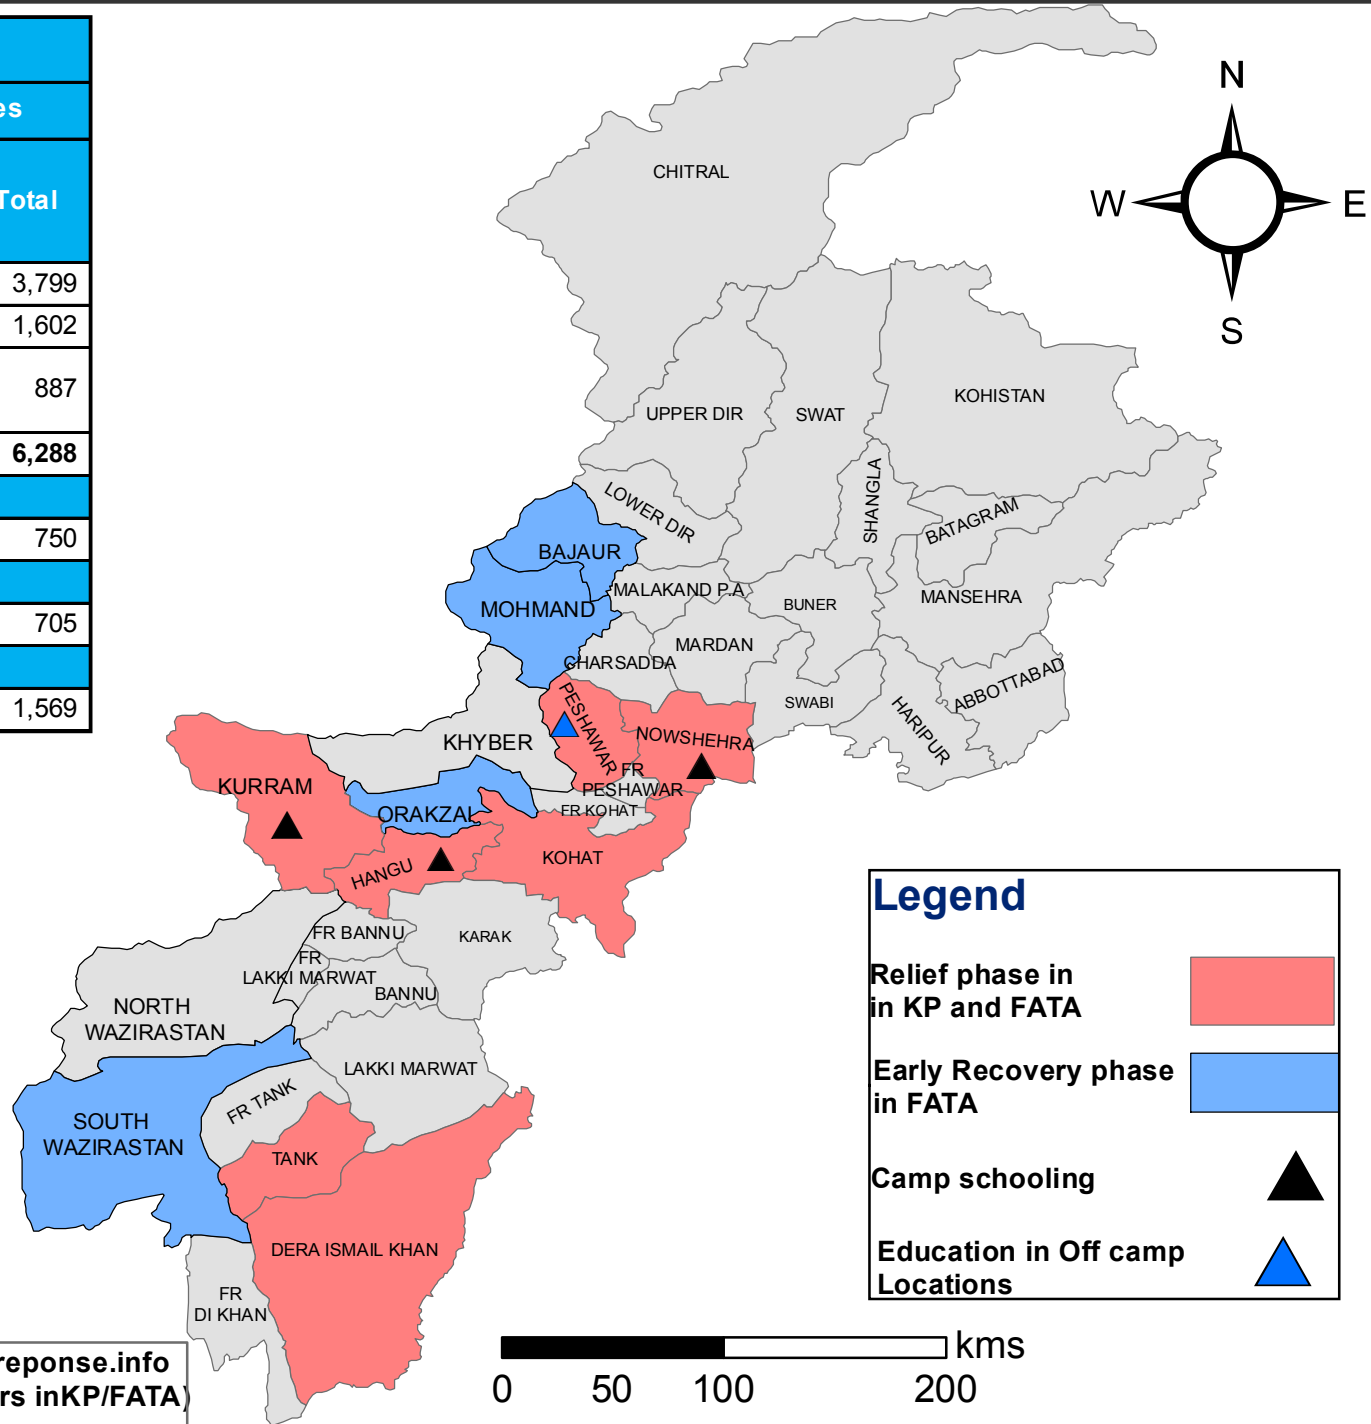 es
Total
3,799
1,602
887
6,288
750
705
1,569
N
W
E
S
CHITRAL
UPPER DIR
SWAT
KOHISTAN
LOWER DIR
SHANGLA
BATAGRAM
BAJAUR
MALAKAND P.A
BUNER
MANSEHRA
MOHMAND
MARDAN
CHARSADDA
ABBOTTABAD
SWABI
HARIPUR
PESHAWAR
NOWSHEHRA
KHYBER
FR
PESHAWAR
KURRAM
FR KOHAT
ORAKZAI
KOHAT
HANGU
FR BANNU
KARAK
FR
LAKKI MARWAT
BANNU
NORTH
WAZIRASTAN
LAKKI MARWAT
FR TANK
SOUTH
WAZIRASTAN
TANK
DERA ISMAIL KHAN
FR
DI KHAN
Legend
Relief phase in
in KP and FATA
Early Recovery phase
in FATA
Camp schooling
Education in Off camp
Locations
kms
0 50 100 200
reponse.info
rs inKP/FATA)